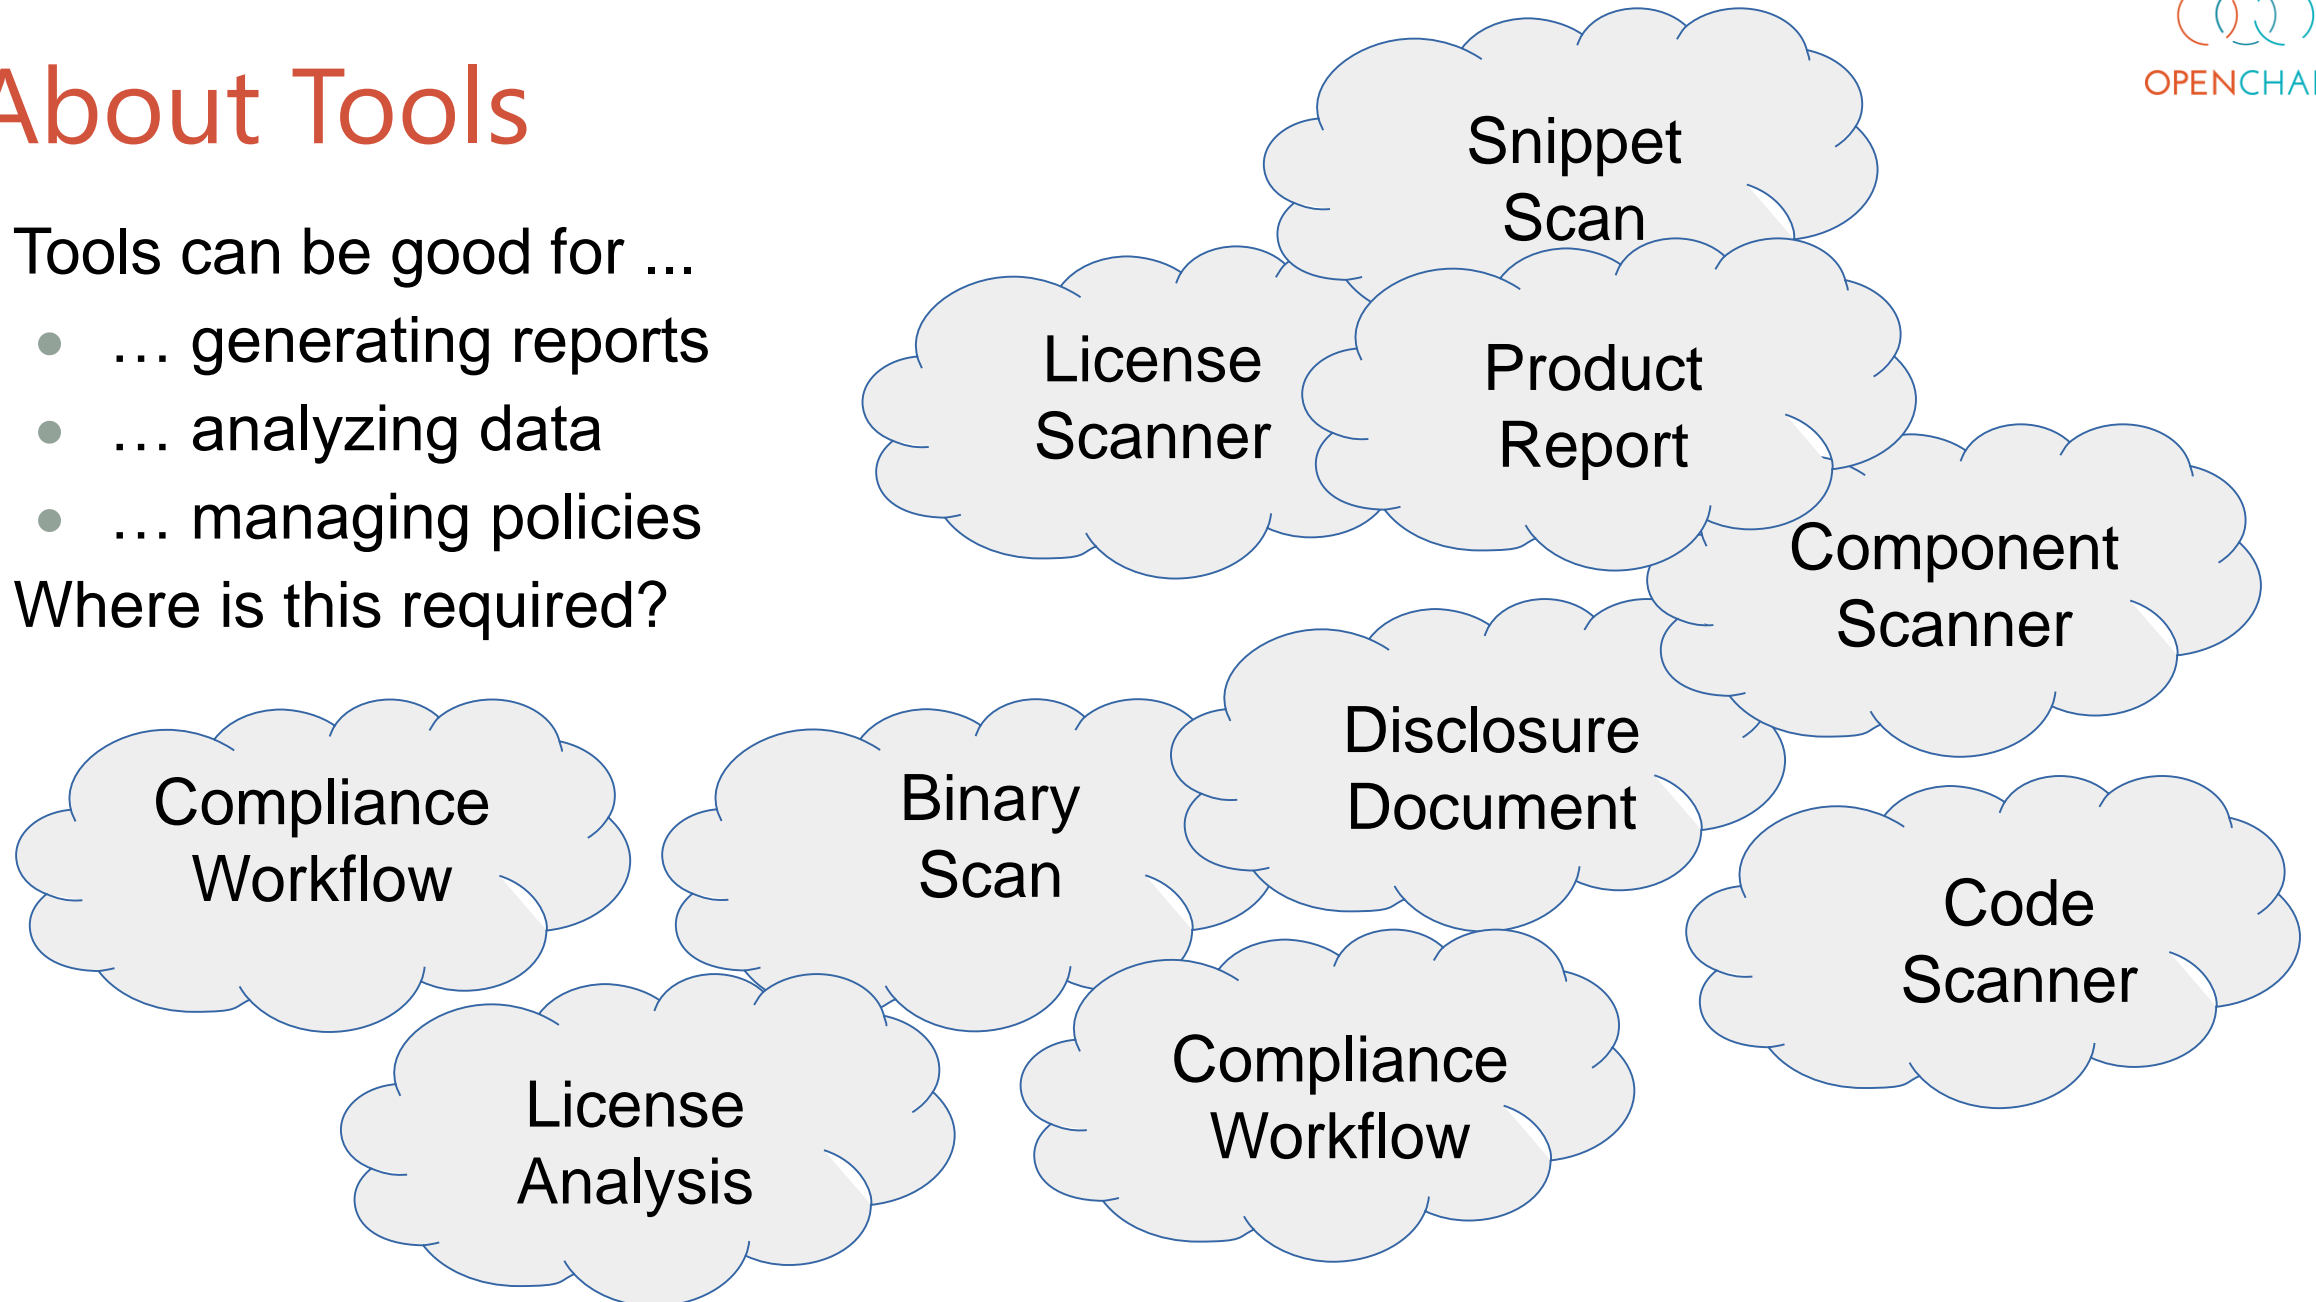 About Tools
OPENCHAI
Tools can be good for ...
… generating reports
… analyzing data
… managing policies
Where is this required?
Snippet
Scan
License
Scanner
Product
Report
Component
Scanner
Disclosure
Document
Compliance
Workflow
Binary
Scan
Code
Scanner
License
Analysis
Compliance
Workflow